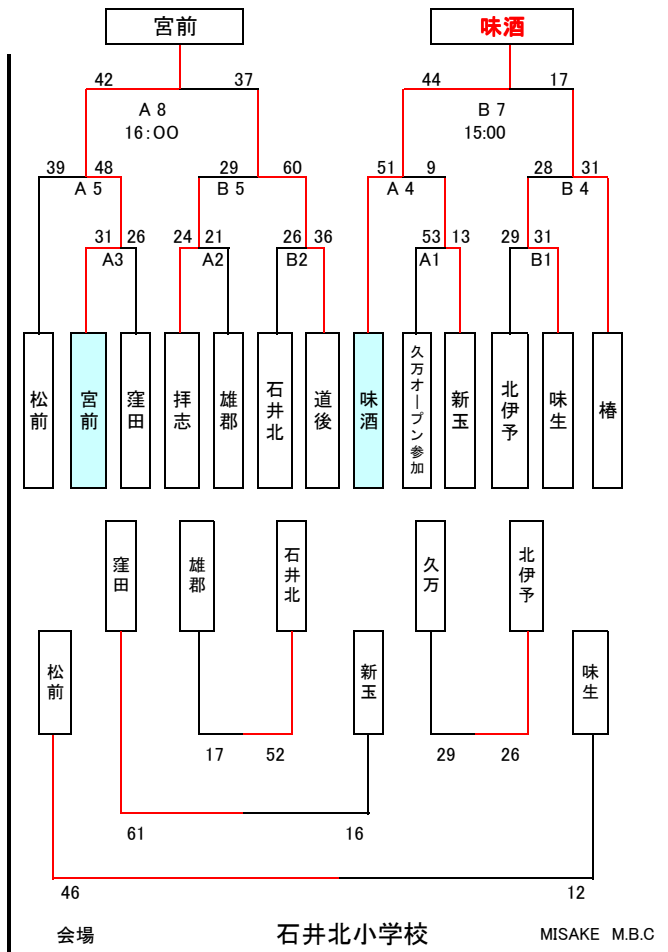 宮前 味酒
42 37 44 17
A 8 B 7
16:00 15:00
39 48 29 60 51 9 28 31
A 5 B 5 A 4 B 4
31 26 24 21 26 36 53 13 29 31
A3 A2 B2 A1 B1
松前
宮前
窪田
拝志
雄郡
石井北
道後
味酒
久万オープン参加
新玉
北伊予
味生
椿
窪田
雄郡
石井北
久万
北伊予
松前
新玉
味生
17 52 29 26
61 16
46 12
会場 石井北小学校 MISAKE M.B.C